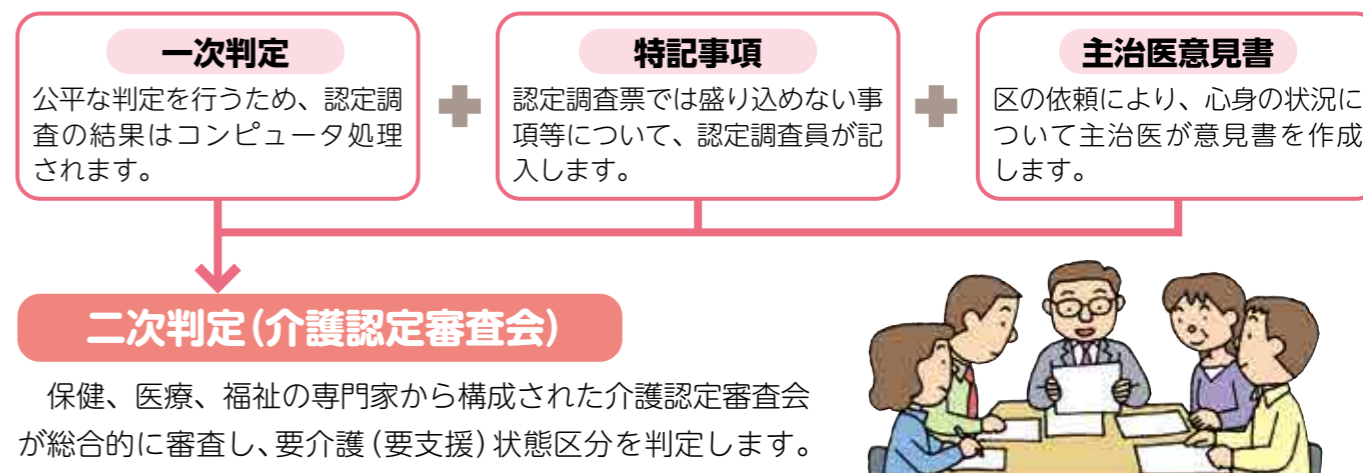 一次判定
公平な判定を行うため、認定調
査の結果はコンピュータ処理
されます。
特記事項
認定調査票では盛り込めない事
項等について、認定調査員が記
入します。
主治医意見書
区の依頼により、心身の状況に
ついて主治医が意見書を作成
します。
二次判定(介護認定審査会)
保健、医療、福祉の専門家から構成された介護認定審査会
が総合的に審査し、要介護(要支援)状態区分を判定します。